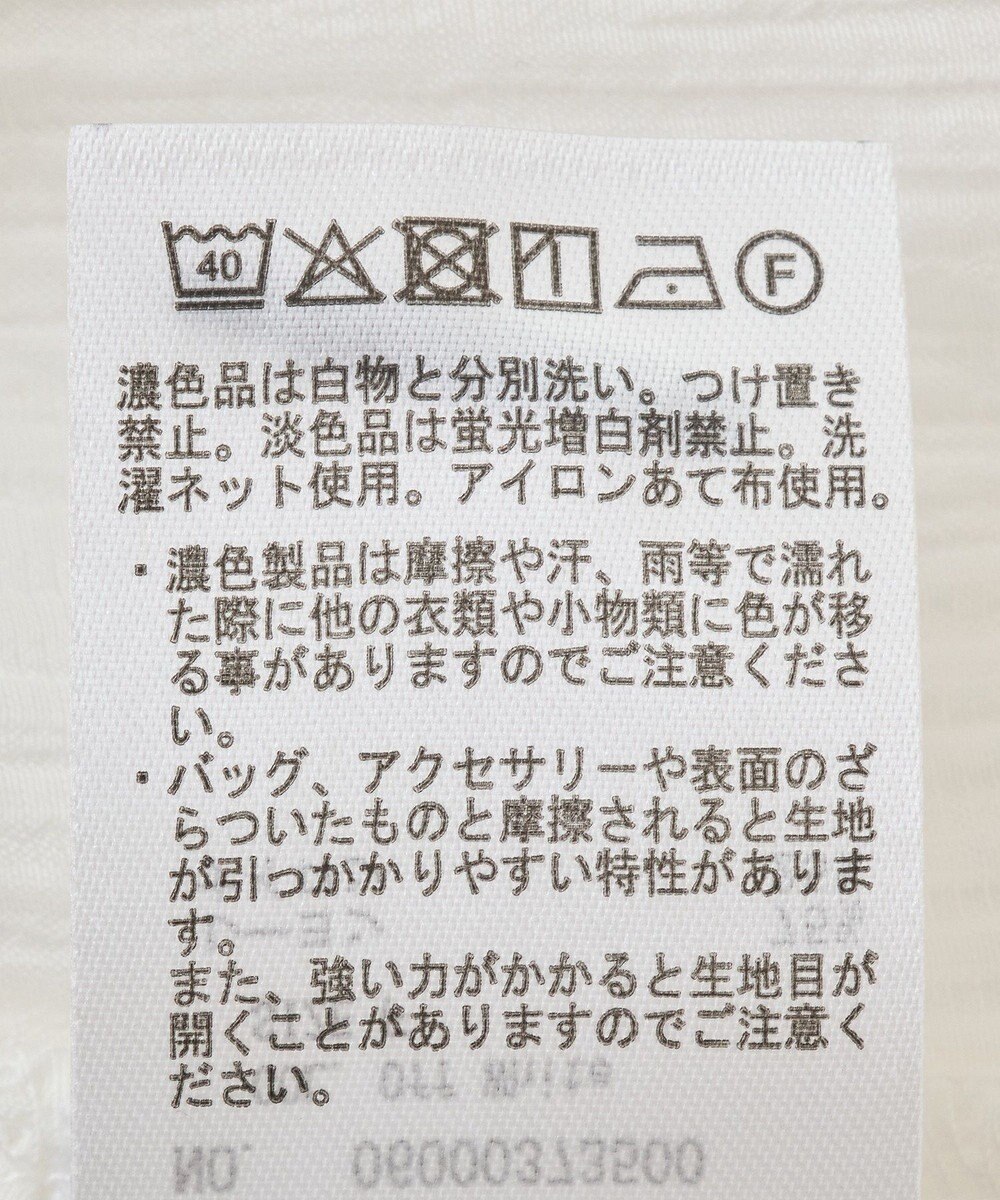 40
F
濃色品は白物と分別洗い。つけ置き
禁止。淡色品は蛍光増白剤禁止。洗
濯ネット使用。アイロンあて布使用。
・濃色製品は摩擦や汗、雨等で濡れ
た際に他の衣類や小物類に色が移
る事がありますのでご注意くださ
い。
・バッグ、アクセサリーや表面のざ
らついたものと摩擦されると生地
が引っかかりやすい特性がありま
す。
また、強い力がかかると生地目が
開くことがありますのでご注意く
ださい。
Off White
NO. 06000373500